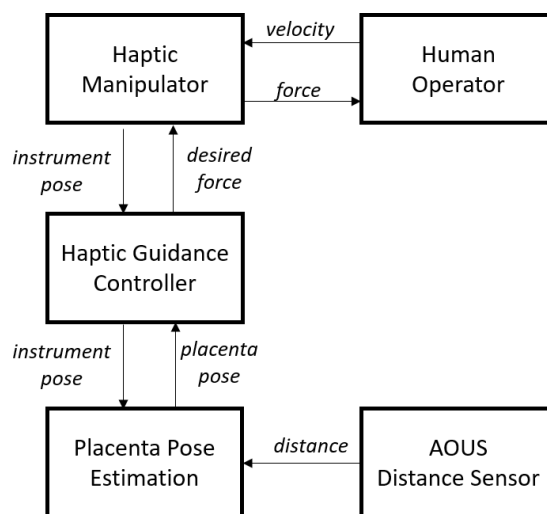 Haptic
Manipulator
velocity
force
Human
Operator
instrument
pose
desired
force
Haptic Guidance
Controller
instrument
pose
placenta
pose
Placenta Pose
Estimation
distance
AOUS
Distance Sensor